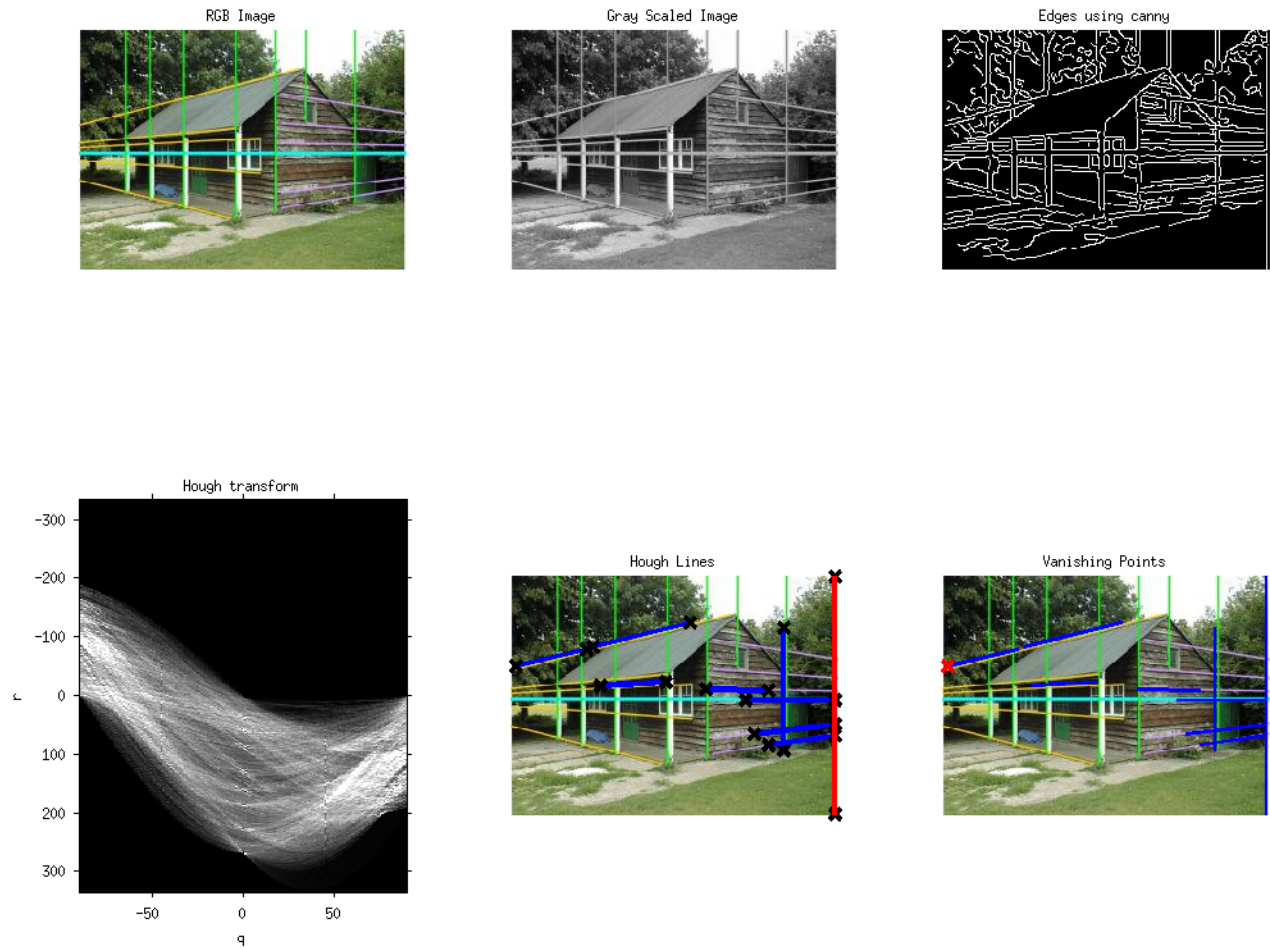 RGB Image
Gray Scaled Image
Edges using canny
Hough transform
-300
-200
-100
0
100
200
300
r
-50
0
50
q
Hough Lines
Vanishing Points